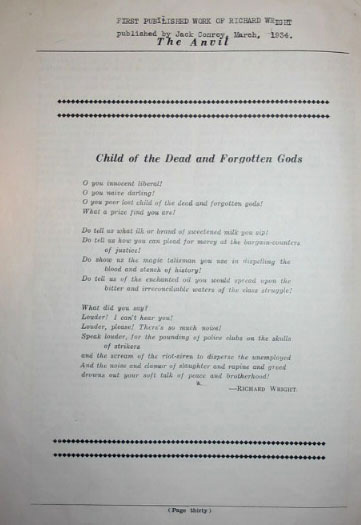 FIRST PUBLISHED WORK OF RICHARD WRIGHT
published by Jack Conroy, March, 1934.
The Anvil
Child of the Dead and Forgotten Gods
O you innocent liberal!
O you naive darling!
O you poor lost child of the dead and forgotten gods!
What a prize find you are!
Do tell us what ilk or brand of sweetened milk you sip!
Do tell us how you can plead for mercy at the bargain-counters
of justice!
Do show us the magic talisman you use in dispelling the
blood and stench of history!
Do tell us of the enchanted oil you would spread upon the
bitter and irreconcilable waters of the class struggle!
What did you say?
Louder! I can't hear you!
Louder, please! There's so much noise!
Speak louder, for the pounding of police clubs on the skulls
of strikers
and the scream of the riot-siren to disperse the unemployed
And the noise and clamor of slaughter and rapine and greed
drowns out your soft talk of peace and brotherhood!
—RICHARD WRIGHT
(Page thirty)